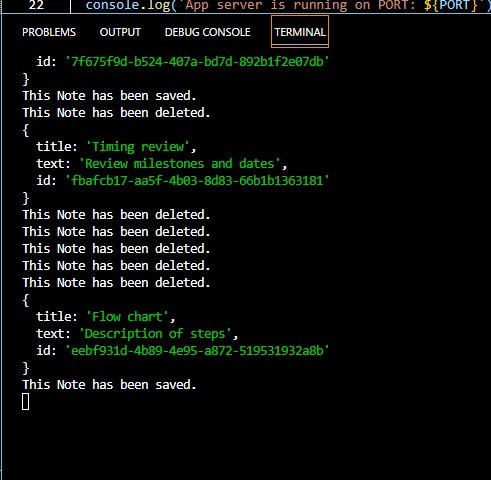 22 console.log(`App server is running on PORT: ${PORT}`)
PROBLEMS OUTPUT DEBUG CONSOLE TERMINAL
id: '7f675f9d-b524-407a-bd7d-892b1f2e07db'
}
This Note has been saved.
This Note has been deleted.
{
title: 'Timing review',
text: 'Review milestones and dates',
id: 'fbafcb17-aa5f-4b03-8d83-66b1b1363181'
}
This Note has been deleted.
This Note has been deleted.
This Note has been deleted.
This Note has been deleted.
This Note has been deleted.
{
title: 'Flow chart',
text: 'Description of steps',
id: 'eebf931d-4b89-4e95-a872-519531932a8b'
}
This Note has been saved.